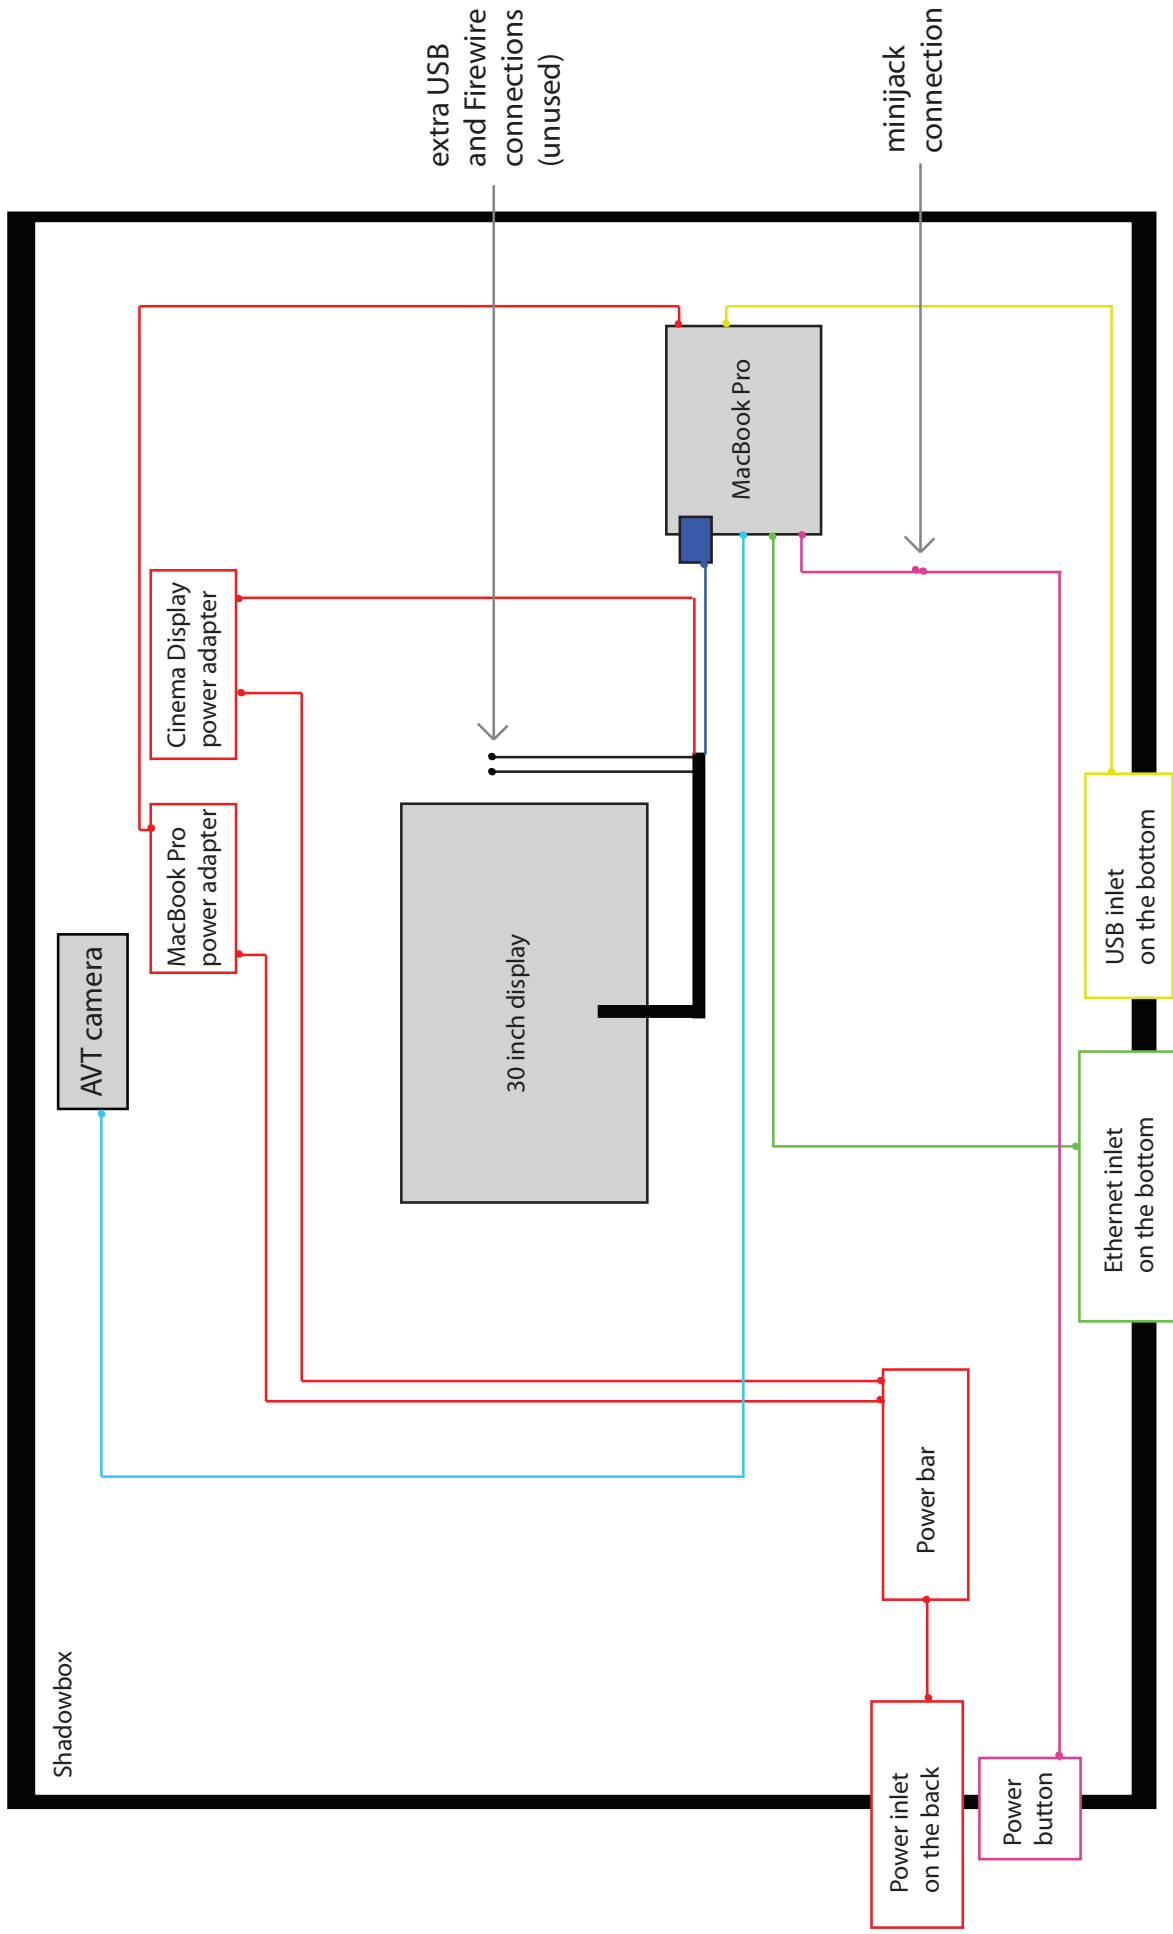 Shadowbox
AVT camera
MacBook Pro
power adapter
Cinema Display
power adapter
extra USB
and Firewire
connections
(unused)
30 inch display
MacBook Pro
minijack
connection
Power bar
Power inlet
on the back
Power
button
Ethernet inlet
on the bottom
USB inlet
on the bottom